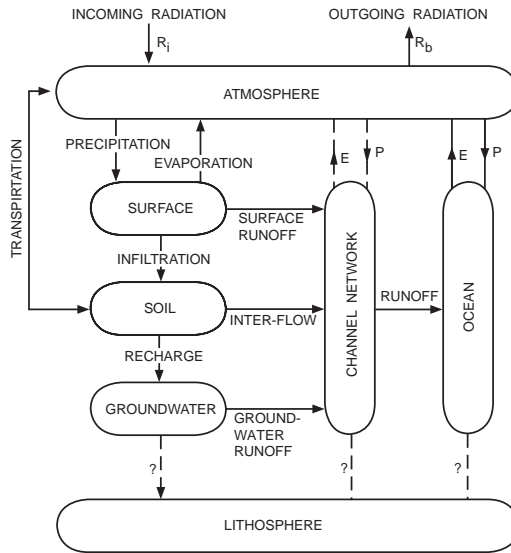 INCOMING RADIATION
OUTGOING RADIATION
Ri
Rb
ATMOSPHERE
PRECIPITATION
EVAPORATION
E
P
E
P
TRANSPIRTATION
SURFACE
SURFACE
RUNOFF
INFILTRATION
SOIL
INTER-FLOW
CHANNEL NETWORK
RUNOFF
OCEAN
RECHARGE
GROUNDWATER
GROUND-
WATER
RUNOFF
?
?
?
LITHOSPHERE